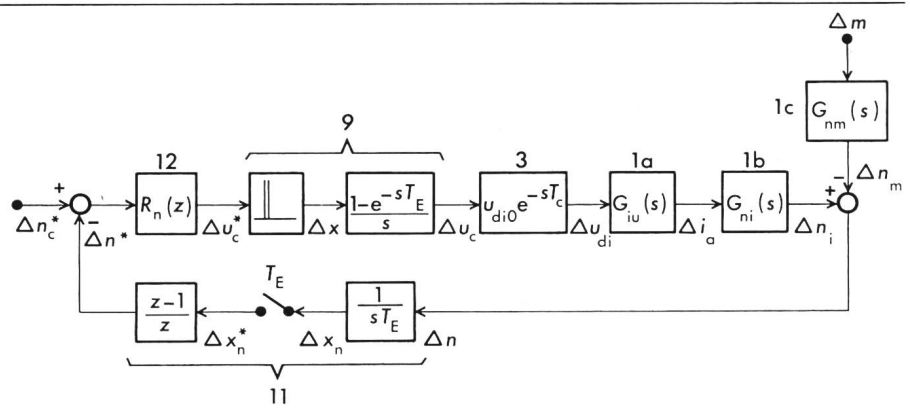 Δm
1c
G_nm(s)
Δn_m
9
12
3
1a
1b
+
R_n(z)
1-e^{-sT_E}
s
u_di0 e^{-sT_c}
G_iu(s)
G_ni(s)
-
+
Δn_c^*
-
Δn^*
Δu_c^*
Δx
Δu_c
Δu_di
Δi_a
Δn_i
T_E
z-1
z
1
sT_E
Δx_n^*
Δx_n
Δn
11